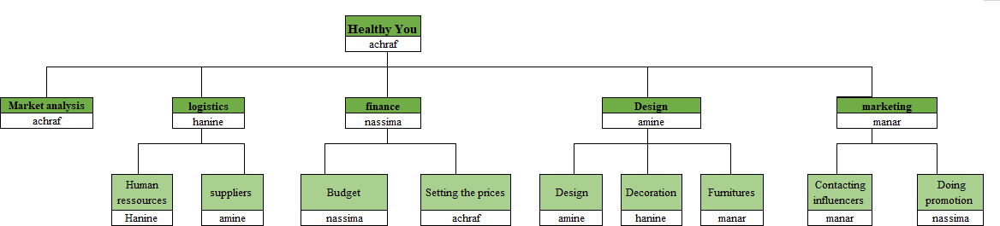 Healthy You
achraf
Market analysis
achraf
logistics
hanine
finance
nassima
Design
amine
marketing
manar
Human
ressources
Hanine
suppliers
amine
Budget
nassima
Setting the prices
achraf
Design
amine
Decoration
hanine
Furnitures
manar
Contacting
influencers
manar
Doing
promotion
nassima